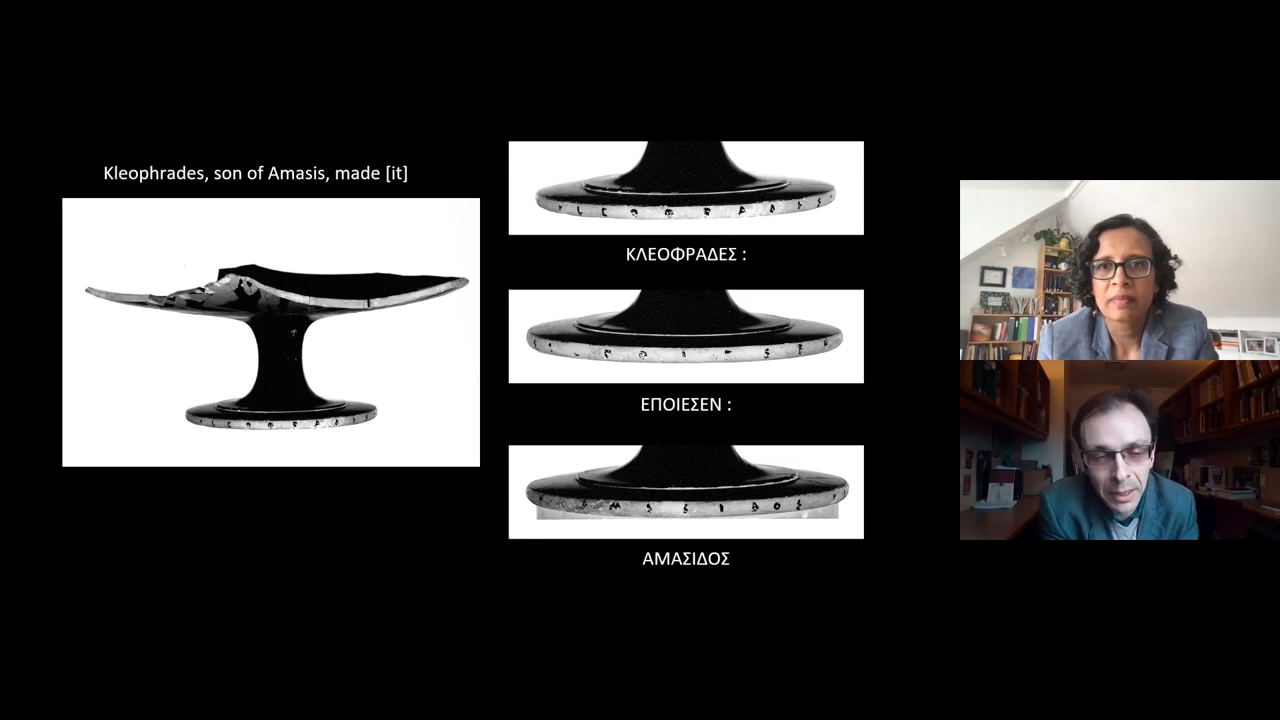 Kleophrades, son of Amasis, made [it]
ΚΛΕΟΦΡΑΔΕΣ :
ΕΠΟΙΕΣΕΝ :
ΑΜΑΣΙΔΟΣ